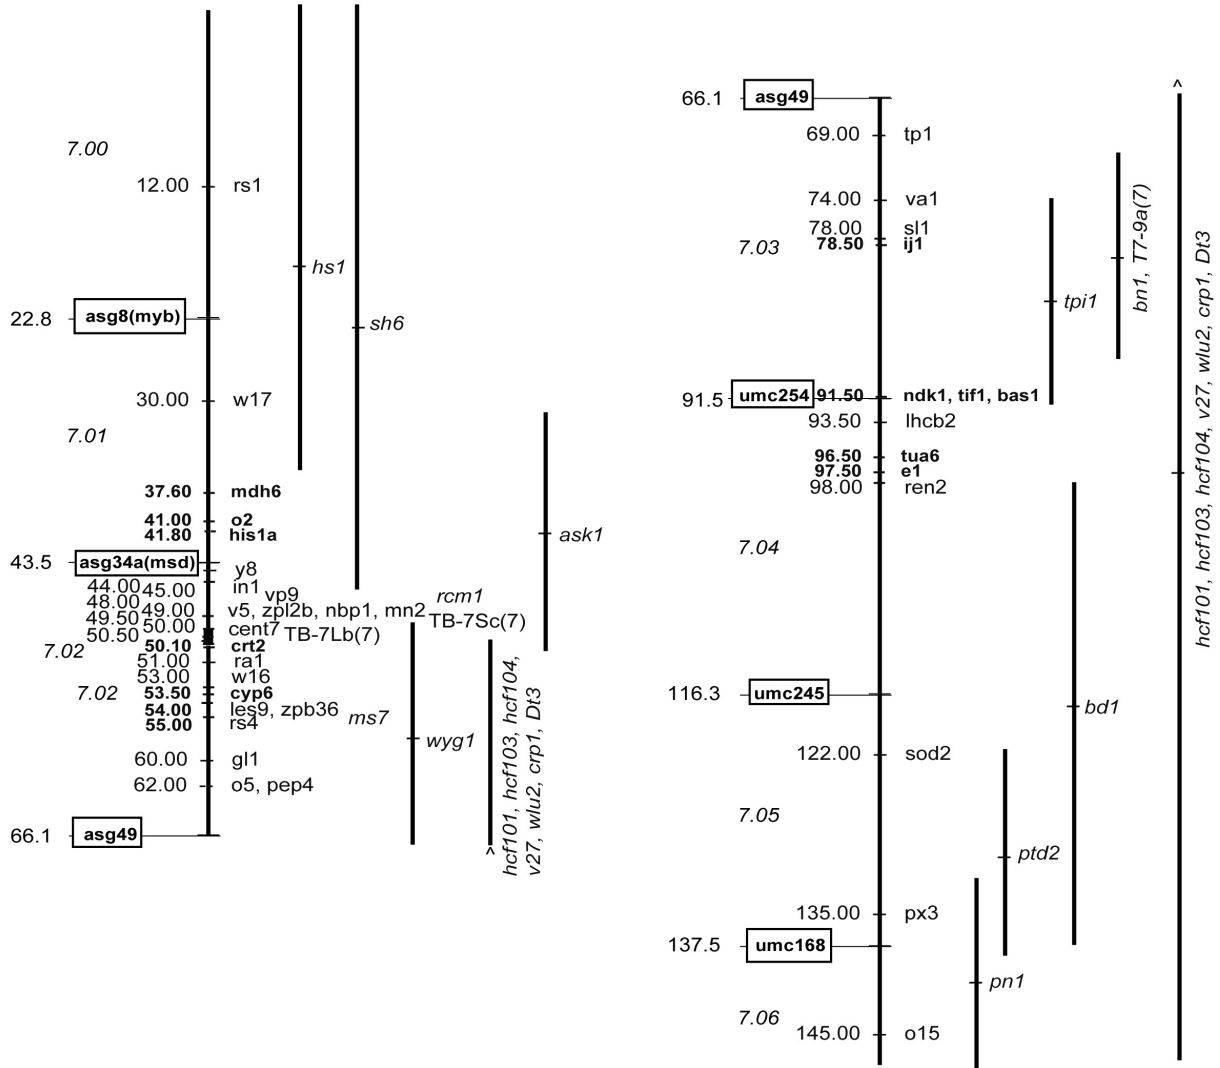 7.00
12.00 rs1
hs1
22.8 asg8(myb)
sh6
30.00 w17
7.01
37.60 mdh6
41.00 o2
41.80 his1a
ask1
43.5 asg34a(msd)
y8
44.00 45.00 in1 vp9
48.00 rcm1
49.00 v5, zpl2b, nbp1, mn2
49.50 50.00 cent7 TB-7Sc(7)
50.50 TB-7Lb(7)
50.10 crt2
7.02
51.00 ra1
53.00 w16
7.02 53.50 cyp6
54.00 les9, zpb36
55.00 rs4
ms7
wyg1
60.00 gl1
62.00 o5, pep4
66.1 asg49
^
hcf101, hcf103, hcf104,
v27, wlu2, crp1, Dt3
^
66.1 asg49
69.00 tp1
74.00 va1
78.00 sl1
7.03 78.50 ij1
bn1, T7-9a(7)
tpi1
91.5 umc254 91.50 ndk1, tif1, bas1
93.50 lhcb2
96.50 tua6
97.50 e1
98.00 ren2
hcf101, hcf103, hcf104, v27, wlu2, crp1, Dt3
7.04
116.3 umc245
bd1
122.00 sod2
7.05
ptd2
135.00 px3
137.5 umc168
pn1
7.06
145.00 o15